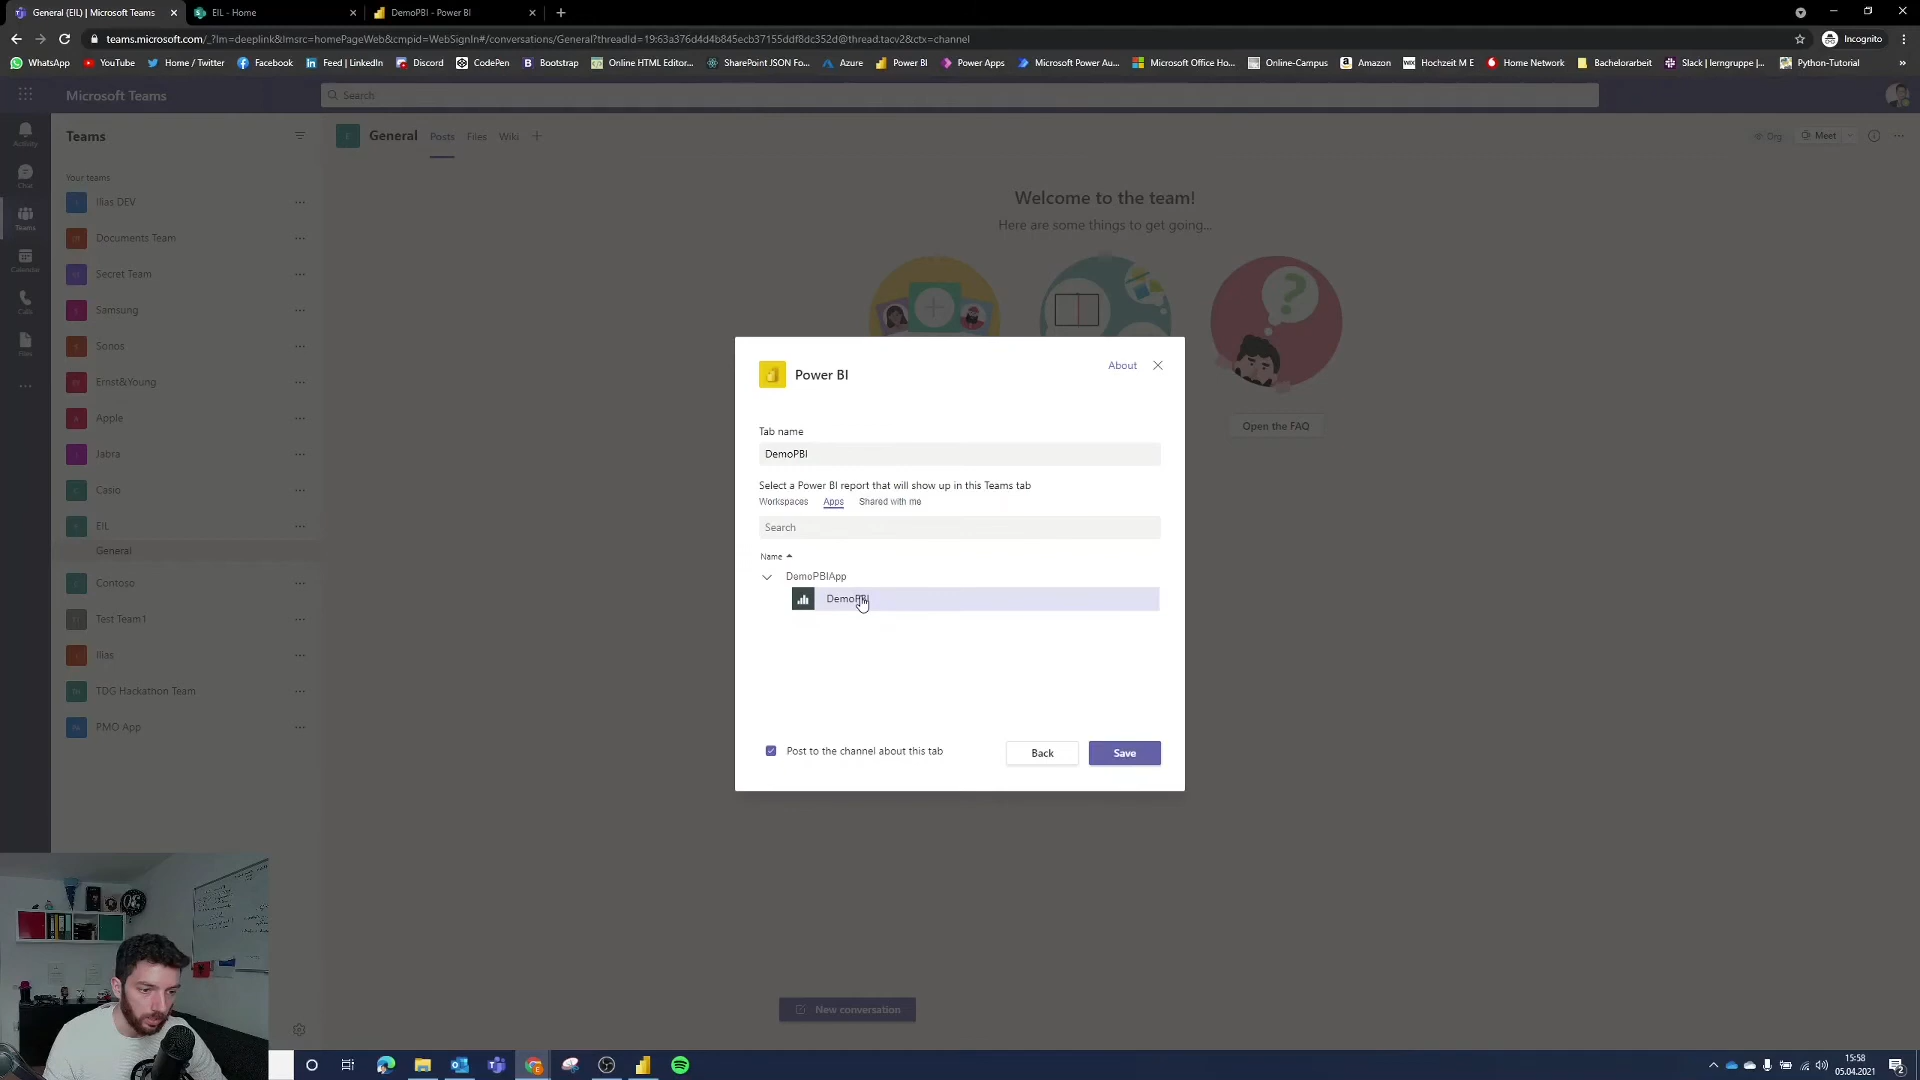 General (EIL) | Microsoft Teams
EIL - Home
DemoPBI - Power BI
teams.microsoft.com/_?lm=deeplink&lmsrc=homePageWeb&cmpid=WebSignIn#/conversations/General?threadId=19:63a376d4d4b845ecb37155ddf8dc352d@thread.tacv2&ctx=channel
Incognito
WhatsApp
YouTube
Home / Twitter
Facebook
Feed | LinkedIn
Discord
CodePen
Bootstrap
Online HTML Editor...
SharePoint JSON Fo...
Azure
Power BI
Power Apps
Microsoft Power Au...
Microsoft Office Ho...
Online-Campus
Amazon
Hochzeit M E
Home Network
Bachelorarbeit
Slack | lerngruppe |...
Python-Tutorial
Microsoft Teams
Search
Activity
Chat
Teams
Calendar
Calls
Files
Teams
Your teams
Ilias DEV
Documents Team
Secret Team
Samsung
Sonos
Ernst&Young
Apple
Jabra
Casio
EIL
General
Contoso
Test Team1
Ilias
TDG Hackathon Team
PMO App
General
Posts
Files
Wiki
Org
Meet
Welcome to the team!
Here are some things to get going...
Open the FAQ
Power BI
About
Tab name
DemoPBI
Select a Power BI report that will show up in this Teams tab
Workspaces
Apps
Shared with me
Search
Name
DemoPBIApp
DemoPBI
Post to the channel about this tab
Back
Save
New conversation
15:58
05.04.2021